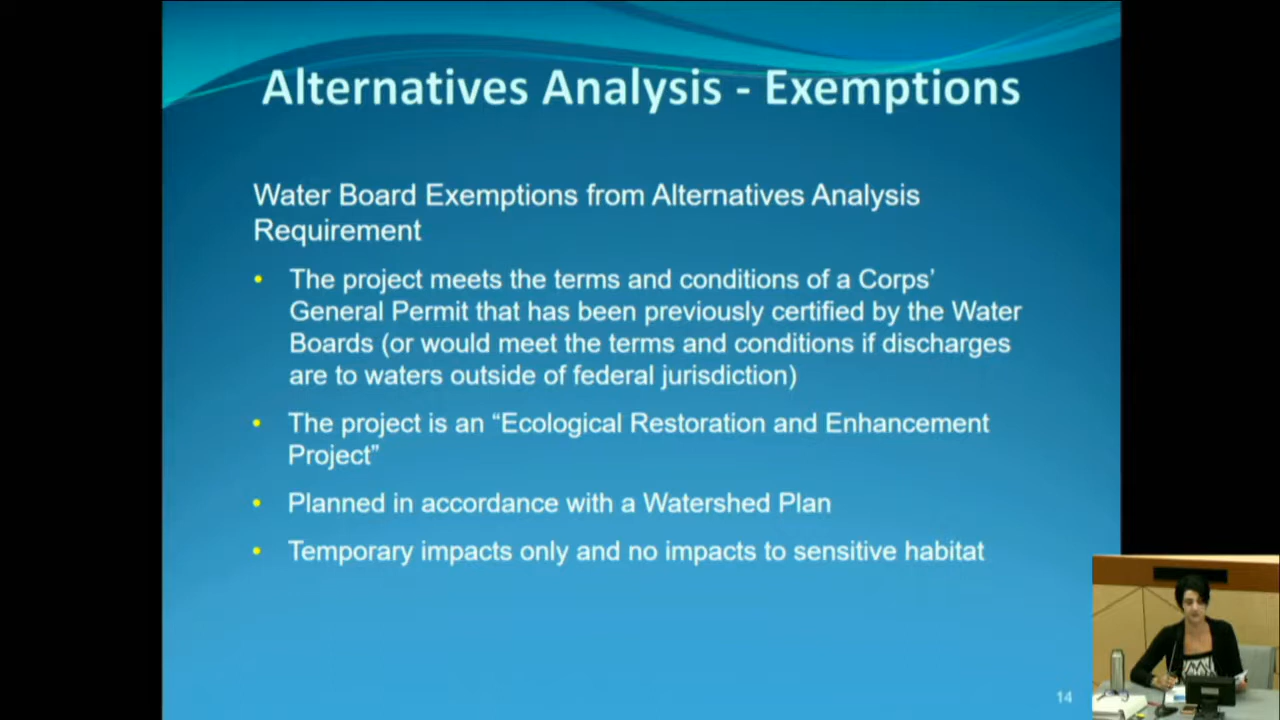 Alternatives Analysis - Exemptions
Water Board Exemptions from Alternatives Analysis
Requirement
• The project meets the terms and conditions of a Corps’
General Permit that has been previously certified by the Water
Boards (or would meet the terms and conditions if discharges
are to waters outside of federal jurisdiction)
• The project is an “Ecological Restoration and Enhancement
Project”
• Planned in accordance with a Watershed Plan
• Temporary impacts only and no impacts to sensitive habitat
14